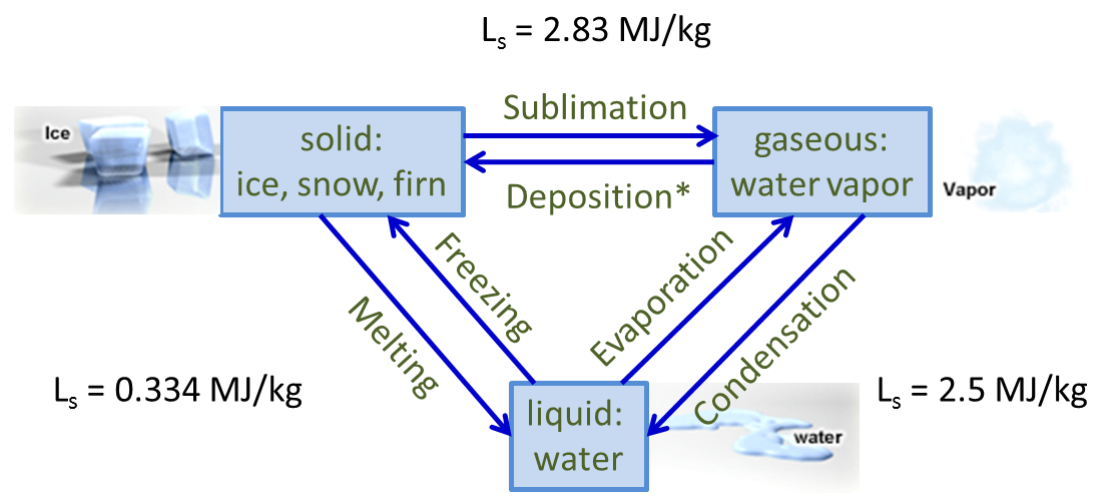 Lₛ = 2.83 MJ/kg
Sublimation
Ice
solid:
ice, snow, firn
gaseous:
water vapor
Vapor
Deposition*
Freezing
Melting
Evaporation
Condensation
Lₛ = 0.334 MJ/kg
Lₛ = 2.5 MJ/kg
liquid:
water
water